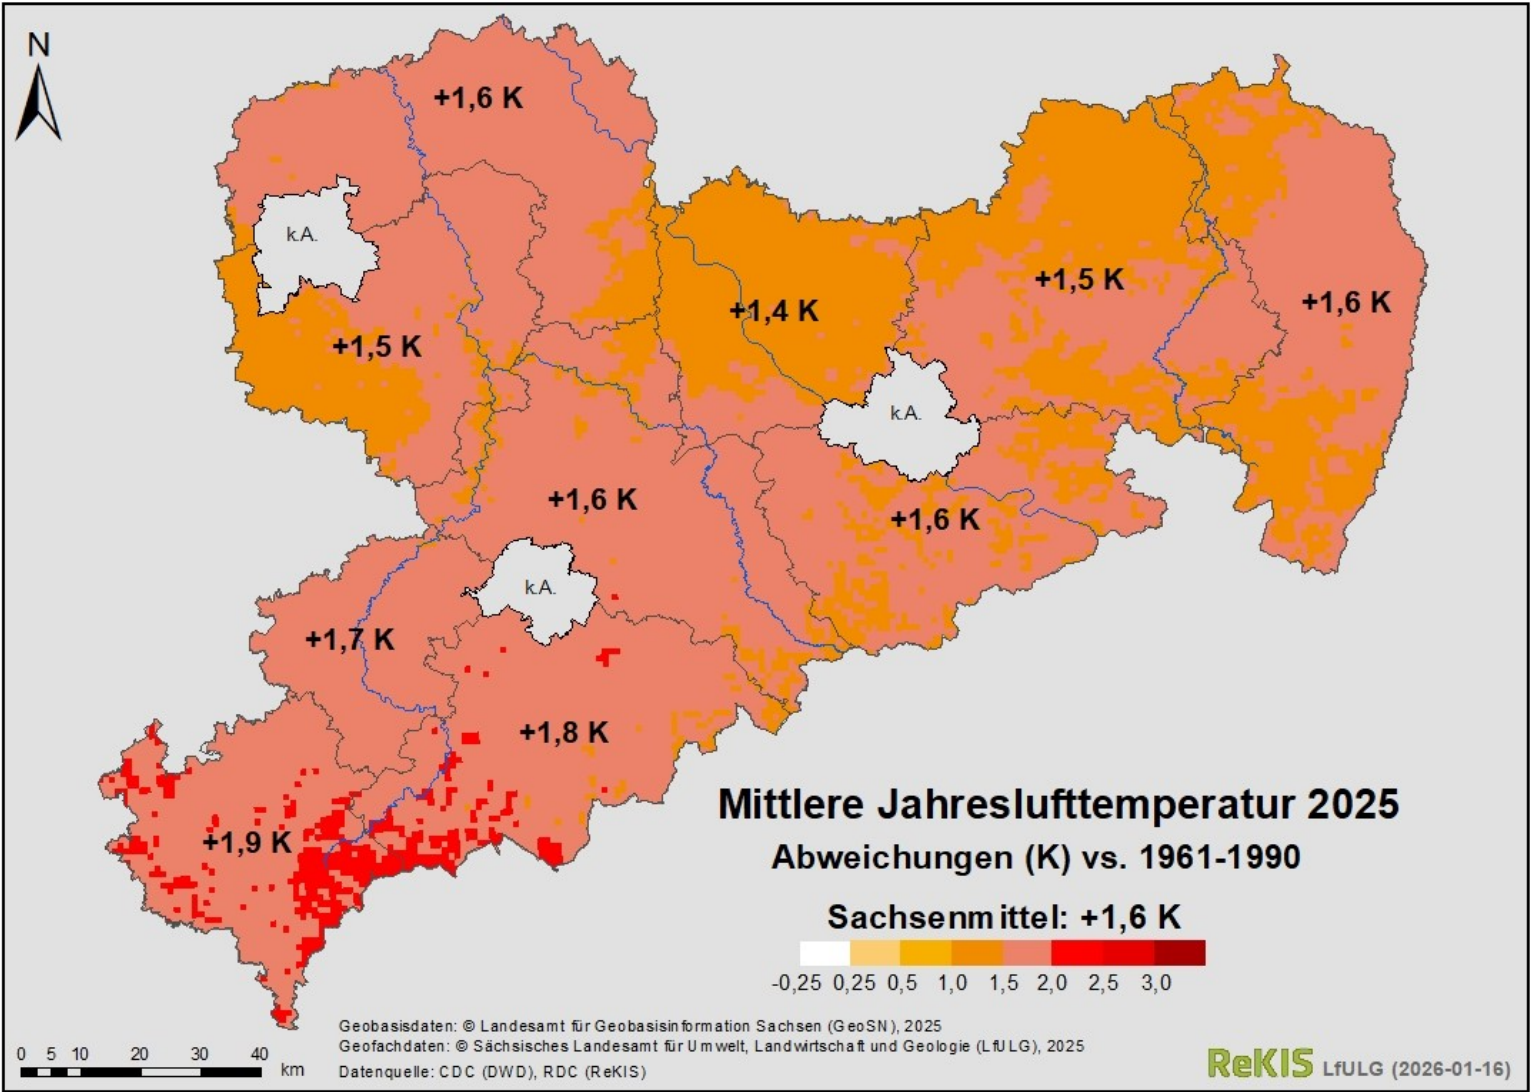 N
+1,6 K
k.A.
+1,5 K
+1,4 K
+1,5 K
+1,6 K
k.A.
+1,6 K
+1,6 K
k.A.
+1,7 K
+1,8 K
+1,9 K
Mittlere Jahreslufttemperatur 2025
Abweichungen (K) vs. 1961-1990
Sachsenmittel: +1,6 K
-0,25 0,25 0,5 1,0 1,5 2,0 2,5 3,0
Geobasisdaten: © Landesamt für Geobasisinformation Sachsen (GeoSN), 2025
Geofachdaten: © Sächsisches Landesamt für Umwelt, Landwirtschaft und Geologie (LfULG), 2025
Datenquelle: CDC (DWD), RDC (ReKIS)
0 5 10 20 30 40
km
ReKIS LfULG (2026-01-16)